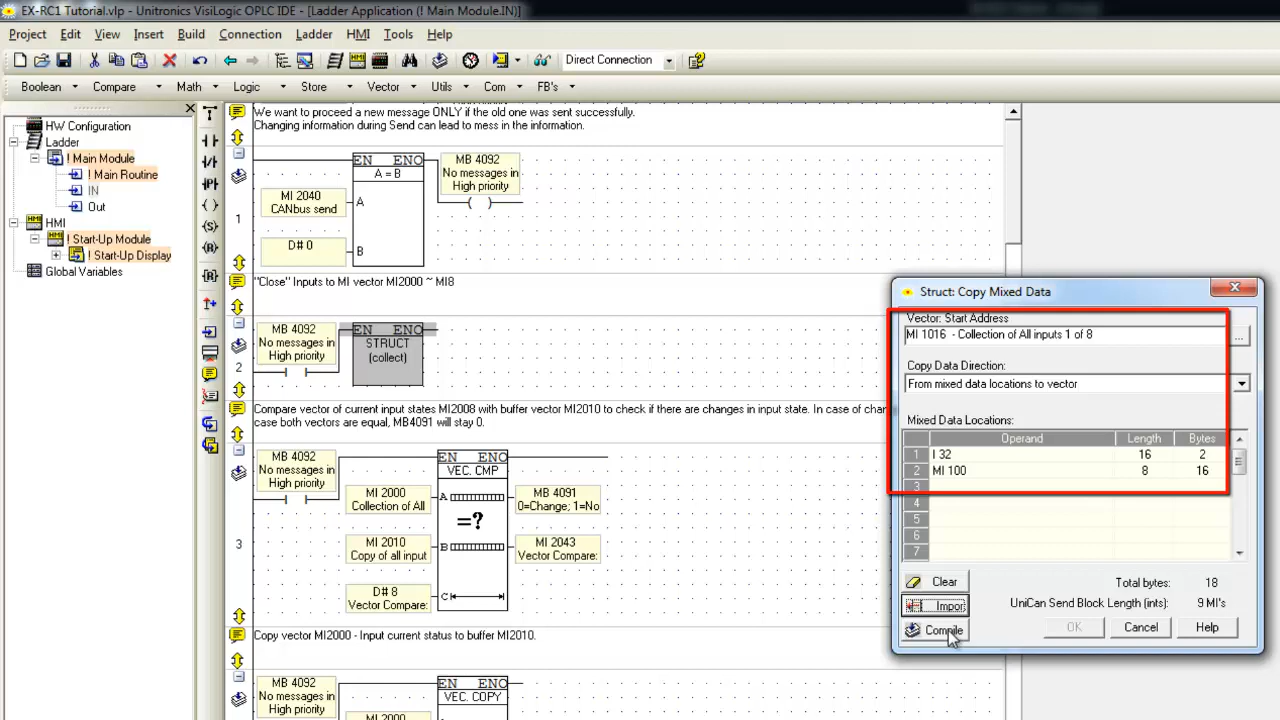 EX-RC1 Tutorial.vlp - Unitronics VisiLogic OPLC IDE - [Ladder Application (! Main Module.IN)]
Project Edit View Insert Build Connection Ladder HMI Tools Help
Direct Connection
Boolean Compare Math Logic Store Vector Utils Com FB's
HW Configuration
Ladder
! Main Module
! Main Routine
IN
Out
HMI
! Start-Up Module
! Start-Up Display
Global Variables
We want to proceed a new message ONLY if the old one was sent successfully.
Changing information during Send can lead to mess in the information.
1
EN ENO
A = B
A
B
MI 2040
CANbus send
D# 0
MB 4092
No messages in
High priority
"Close" Inputs to MI vector MI2000 ~ MI8
2
MB 4092
No messages in
High priority
EN ENO
STRUCT
(collect)
Compare vector of current input states MI2008 with buffer vector MI2010 to check if there are changes in input state. In case of char
case both vectors are equal, MB4091 will stay 0.
3
MB 4092
No messages in
High priority
EN ENO
VEC. CMP
A
=?
B
C
MI 2000
Collection of All
MI 2010
Copy of all input
D# 8
Vector Compare:
MB 4091
0=Change; 1=No
MI 2043
Vector Compare:
Copy vector MI2000 - Input current status to buffer MI2010.
MB 4092
No messages in
High priority
EN ENO
VEC. COPY
MI 2000
Struct: Copy Mixed Data
Vector: Start Address
MI 1016 - Collection of All inputs 1 of 8
...
Copy Data Direction:
From mixed data locations to vector
Mixed Data Locations:
Operand Length Bytes
1 I 32 16 2
2 MI 100 8 16
3
4
5
6
7
Clear
Import
Compile
Total bytes: 18
UniCan Send Block Length (ints): 9 MI's
OK Cancel Help